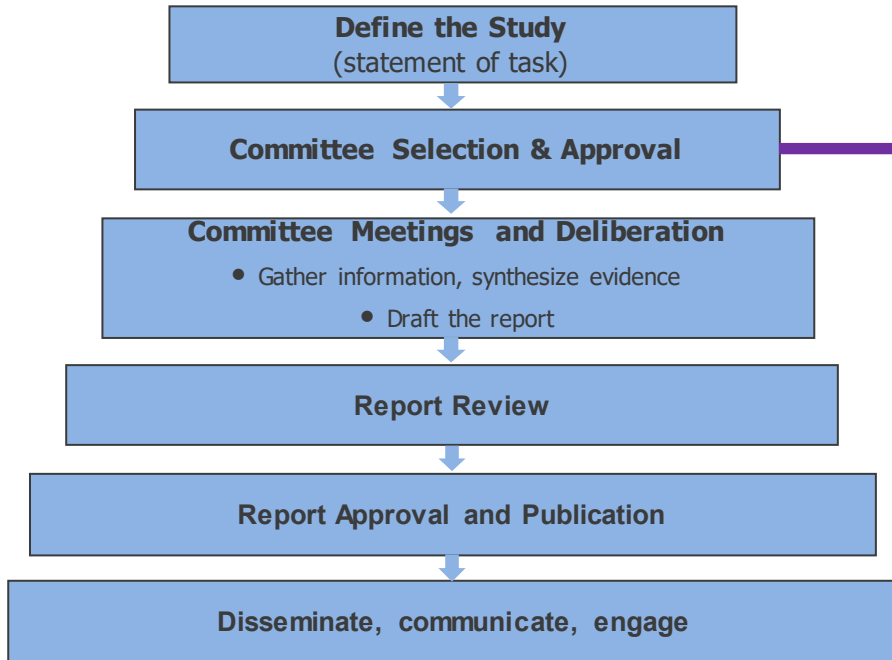 Define the Study
(statement of task)
Committee Selection & Approval
Committee Meetings and Deliberation
• Gather information, synthesize evidence
• Draft the report
Report Review
Report Approval and Publication
Disseminate, communicate, engage